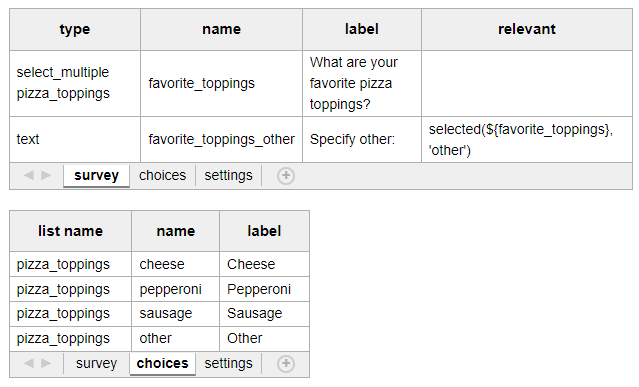 type name label relevant
select_multiple pizza_toppings favorite_toppings What are your favorite pizza toppings?
text favorite_toppings_other Specify other: selected(${favorite_toppings}, 'other')
survey choices settings
list name name label
pizza_toppings cheese Cheese
pizza_toppings pepperoni Pepperoni
pizza_toppings sausage Sausage
pizza_toppings other Other
survey choices settings